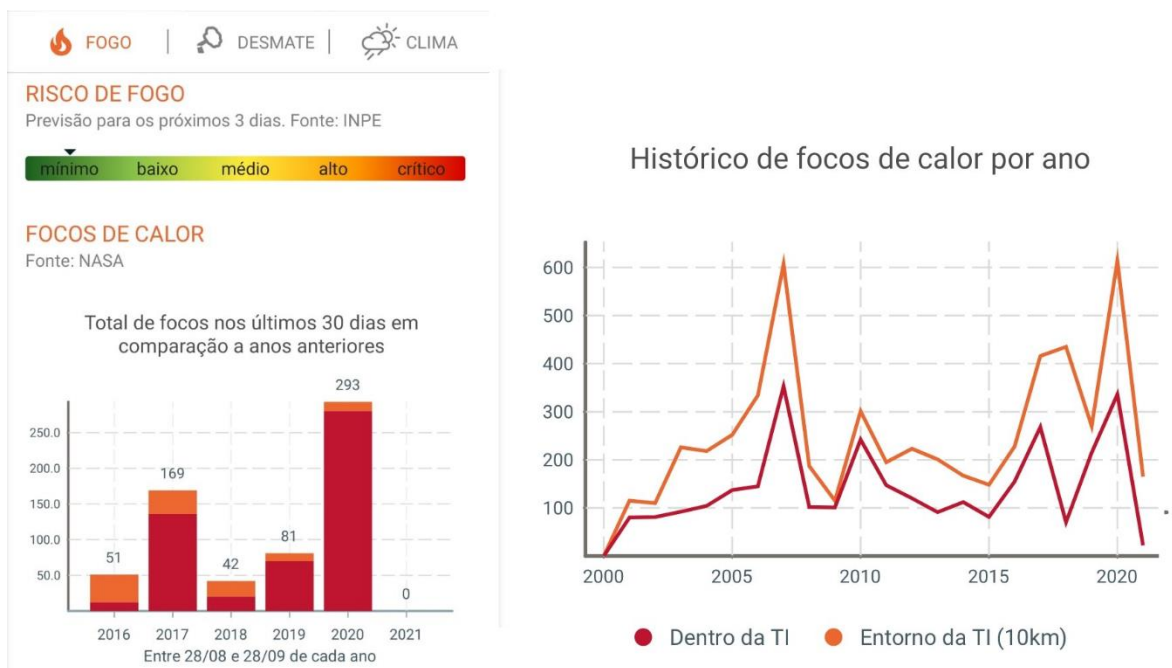 FOGO | DESMATE | CLIMA
RISCO DE FOGO
Previsão para os próximos 3 dias. Fonte: INPE
mínimo baixo médio alto crítico
FOCOS DE CALOR
Fonte: NASA
Total de focos nos últimos 30 dias em
comparação a anos anteriores
293
250.0
200.0
169
150.0
100.0
81
51
50.0
42
0
2016 2017 2018 2019 2020 2021
Entre 28/08 e 28/09 de cada ano
Histórico de focos de calor por ano
600
500
400
300
200
100
2000 2005 2010 2015 2020
Dentro da TI Entorno da TI (10km)